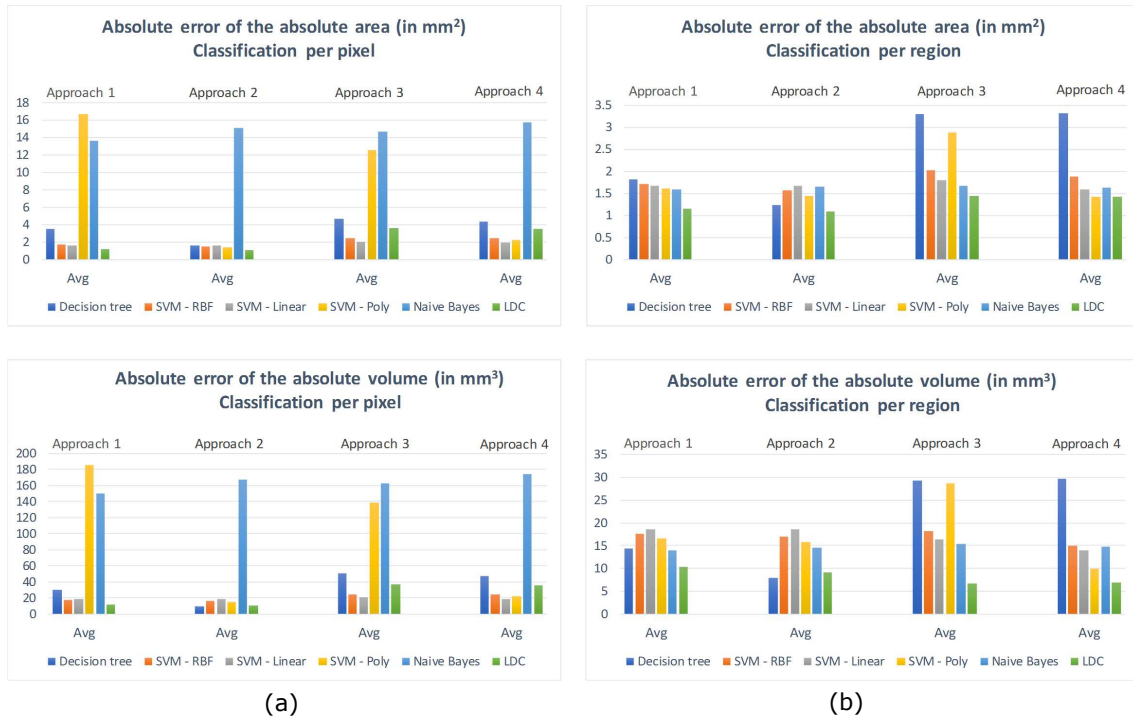 Absolute error of the absolute area (in mm²)
Classification per pixel
Approach 1 Approach 2 Approach 3 Approach 4
18
16
14
12
10
8
6
4
2
0
Avg Avg Avg Avg
Decision tree SVM - RBF SVM - Linear SVM - Poly Naive Bayes LDC
Absolute error of the absolute area (in mm²)
Classification per region
Approach 1 Approach 2 Approach 3 Approach 4
3.5
3
2.5
2
1.5
1
0.5
0
Avg Avg Avg Avg
Decision tree SVM - RBF SVM - Linear SVM - Poly Naive Bayes LDC
Absolute error of the absolute volume (in mm³)
Classification per pixel
Approach 1 Approach 2 Approach 3 Approach 4
200
180
160
140
120
100
80
60
40
20
0
Avg Avg Avg Avg
Decision tree SVM - RBF SVM - Linear SVM - Poly Naive Bayes LDC
Absolute error of the absolute volume (in mm³)
Classification per region
Approach 1 Approach 2 Approach 3 Approach 4
35
30
25
20
15
10
5
0
Avg Avg Avg Avg
Decision tree SVM - RBF SVM - Linear SVM - Poly Naive Bayes LDC
(a) (b)